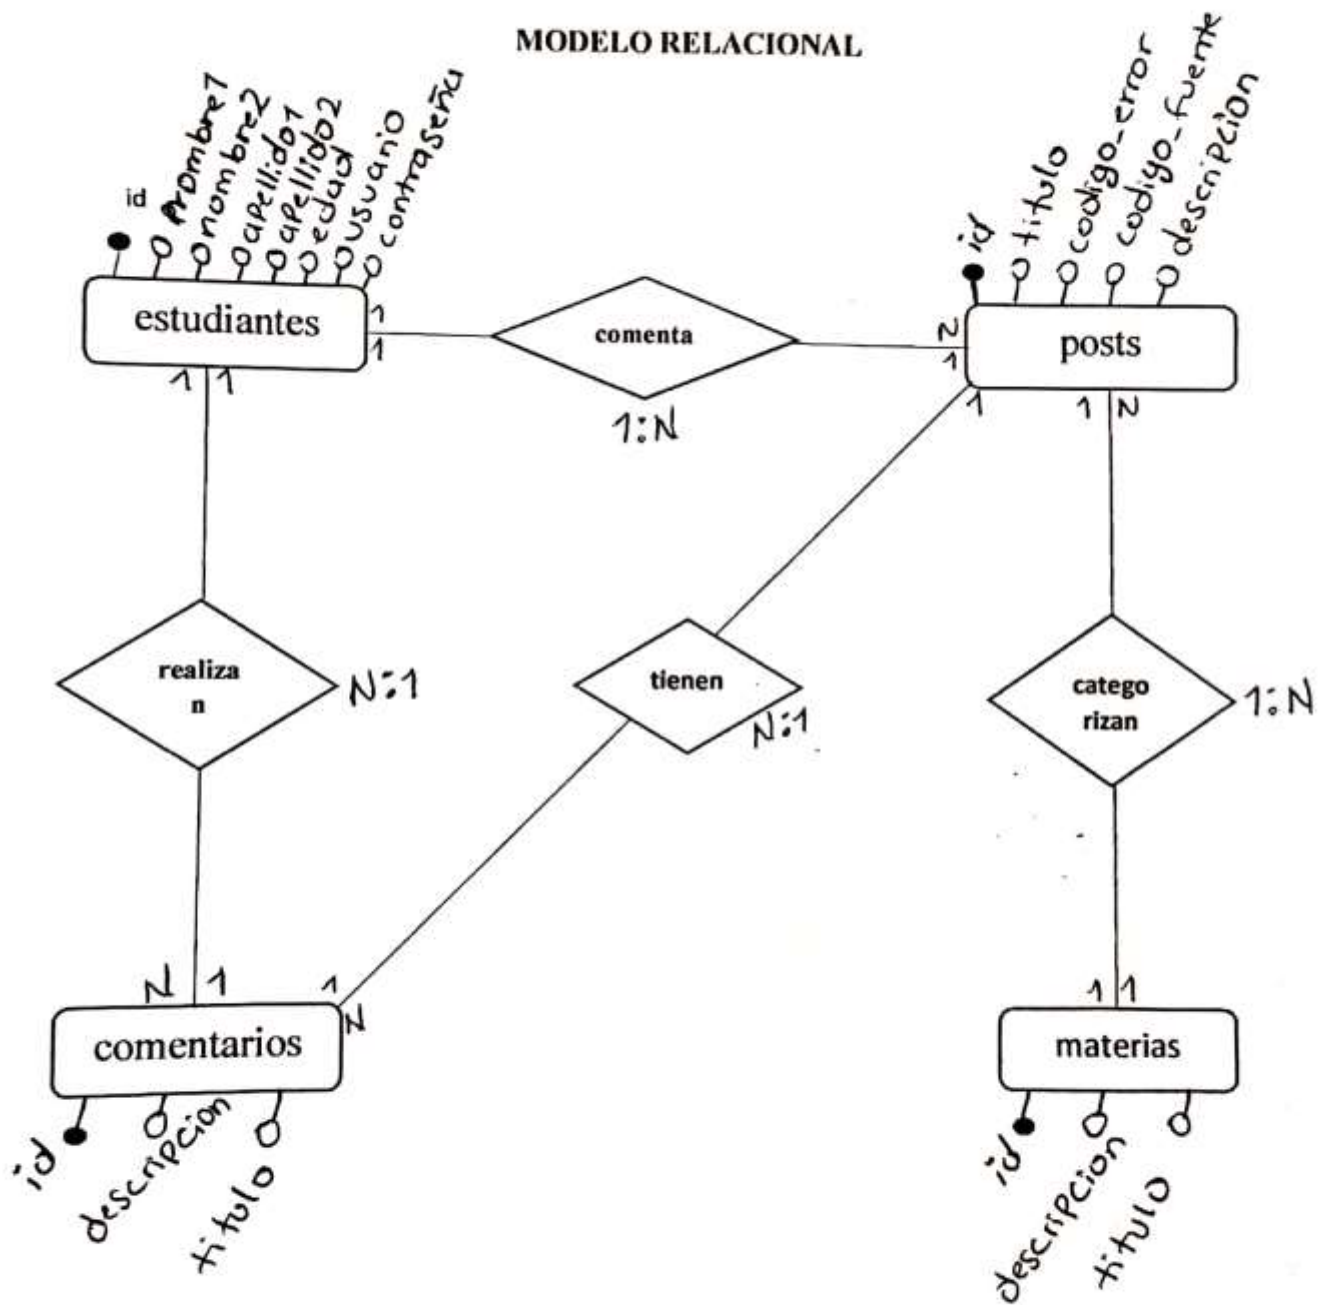 MODELO RELACIONAL
id
nombre1
nombre2
apellido1
apellido2
edad
usuario
contraseña
id
titulo
codigo_error
codigo_fuente
descripcion
estudiantes
1
1
1 1
comenta
1:N
N
1
posts
1
1 N
realiza
n
N:1
tienen
N:1
catego
rizan
1:N
N 1
1
N
comentarios
1 1
materias
id
descripcion
titulo
id
descripcion
titulo